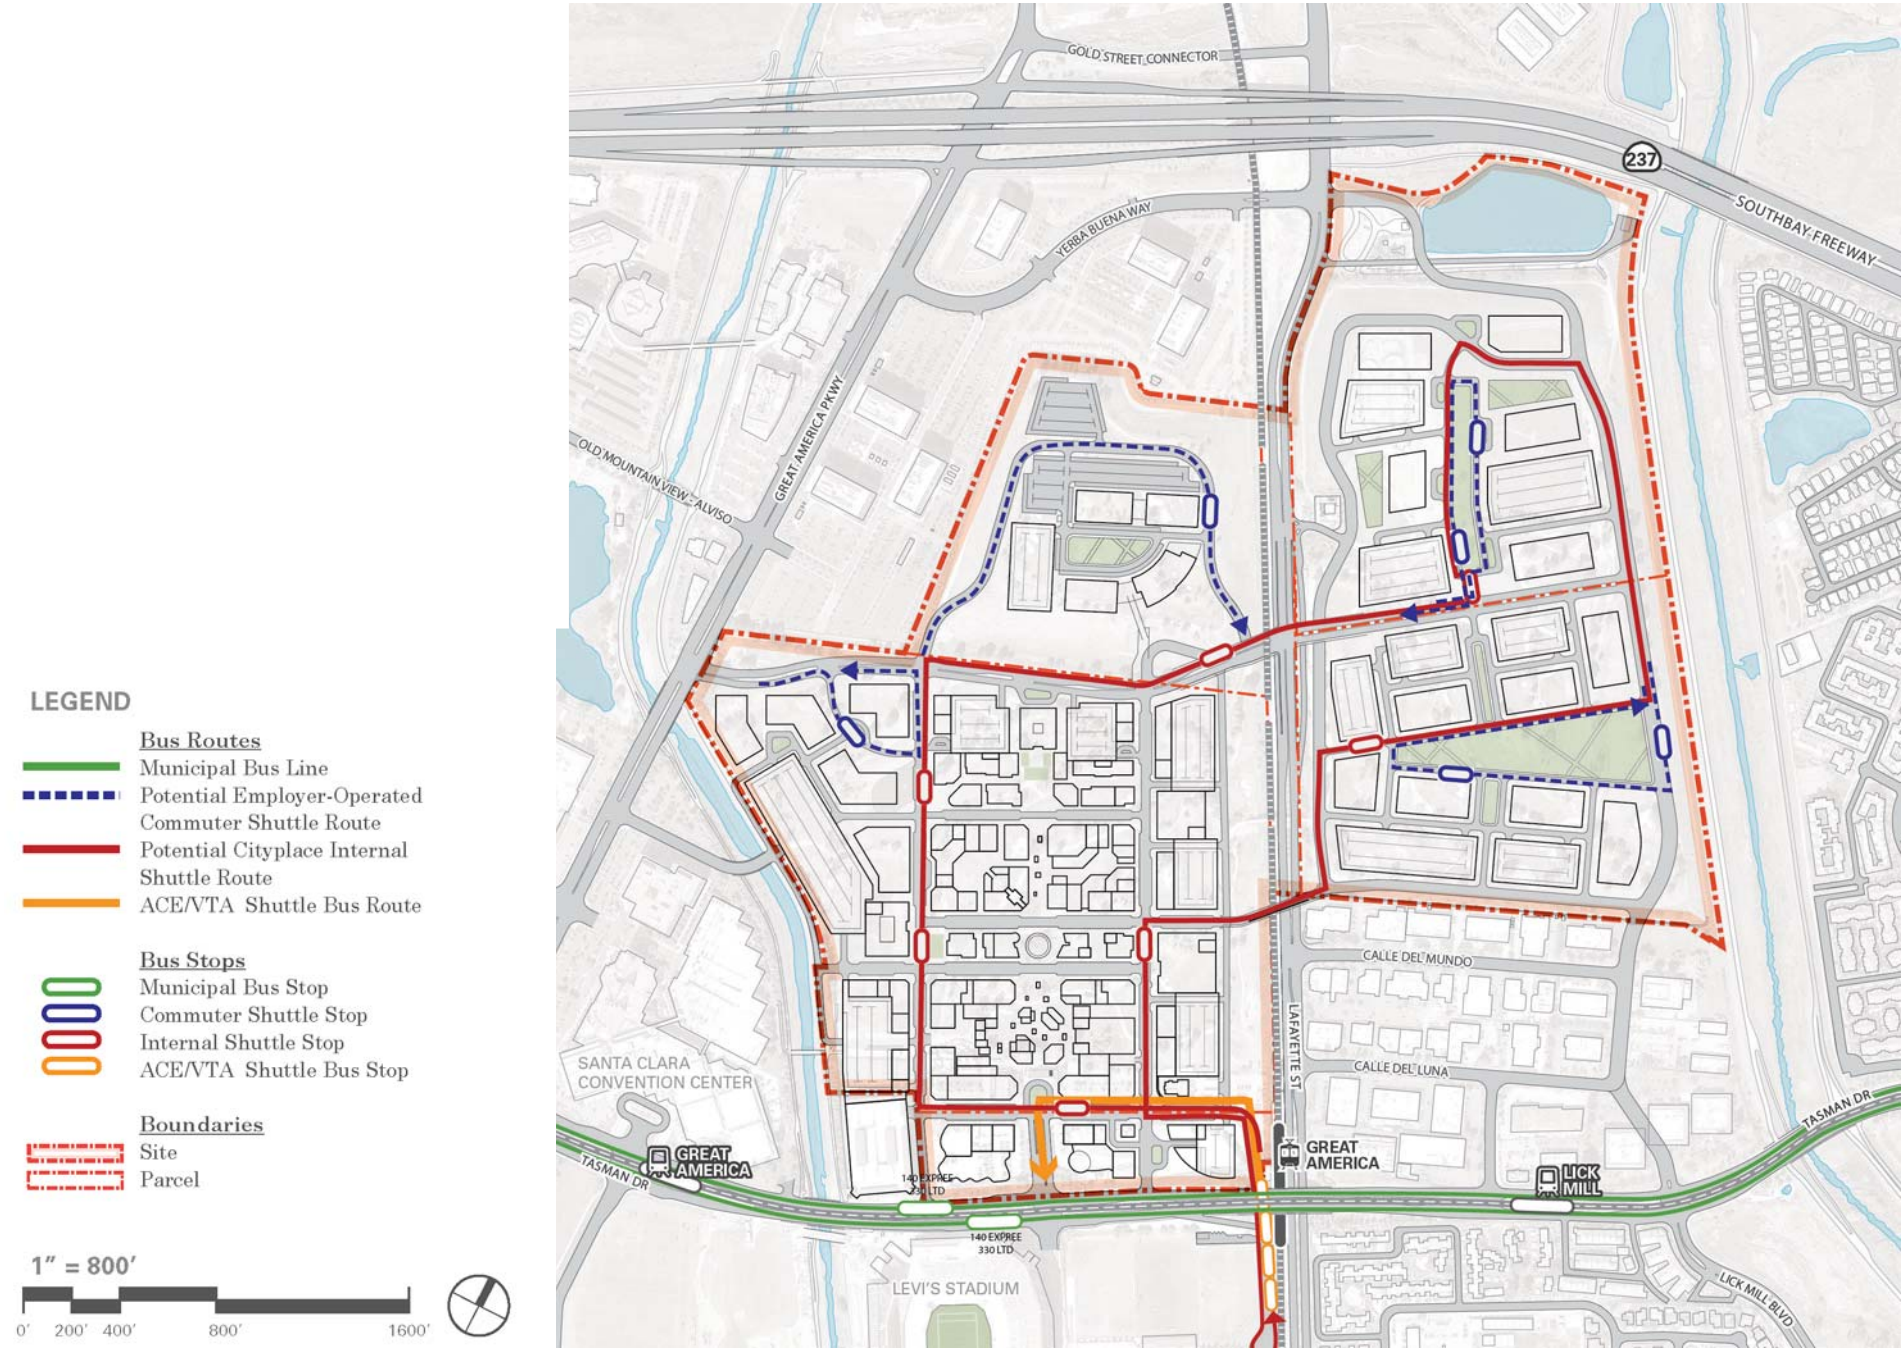 GOLD STREET CONNECTOR
237
SOUTHBAY FREEWAY
YERBA BUENA WAY
GREAT AMERICA PKWY
OLD MOUNTAIN VIEW - ALVISO
LEGEND
Bus Routes
Municipal Bus Line
Potential Employer-Operated
Commuter Shuttle Route
Potential Cityplace Internal
Shuttle Route
ACE/VTA Shuttle Bus Route
Bus Stops
Municipal Bus Stop
Commuter Shuttle Stop
Internal Shuttle Stop
ACE/VTA Shuttle Bus Stop
Boundaries
Site
Parcel
1" = 800'
0' 200' 400' 800' 1600'
CALLE DEL MUNDO
LAFAYETTE ST
CALLE DEL LUNA
SANTA CLARA
CONVENTION CENTER
TASMAN DR
GREAT
AMERICA
TASMAN DR
GREAT
AMERICA
LICK
MILL
140 EXPREE
330 LTD
140 EXPREE
330 LTD
LEVI'S STADIUM
LICK MILL BLVD